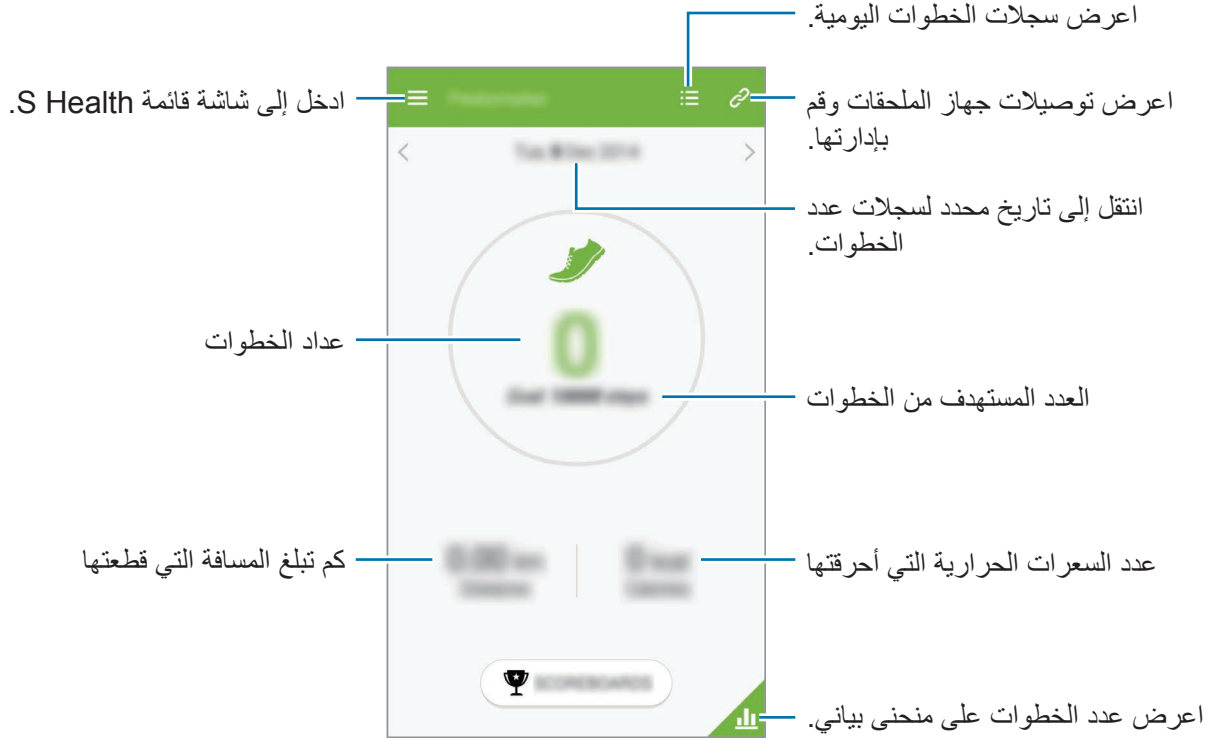 اعرض سجلات الخطوات اليومية.
ادخل إلى شاشة قائمة S Health.
اعرض توصيلات جهاز الملحقات وقم
بإدارتها.
انتقل إلى تاريخ محدد لسجلات عدد
الخطوات.
عداد الخطوات
0
العدد المستهدف من الخطوات
كم تبلغ المسافة التي قطعتها
عدد السعرات الحرارية التي أحرقتها
SCOREBOARDS
اعرض عدد الخطوات على منحنى بياني.